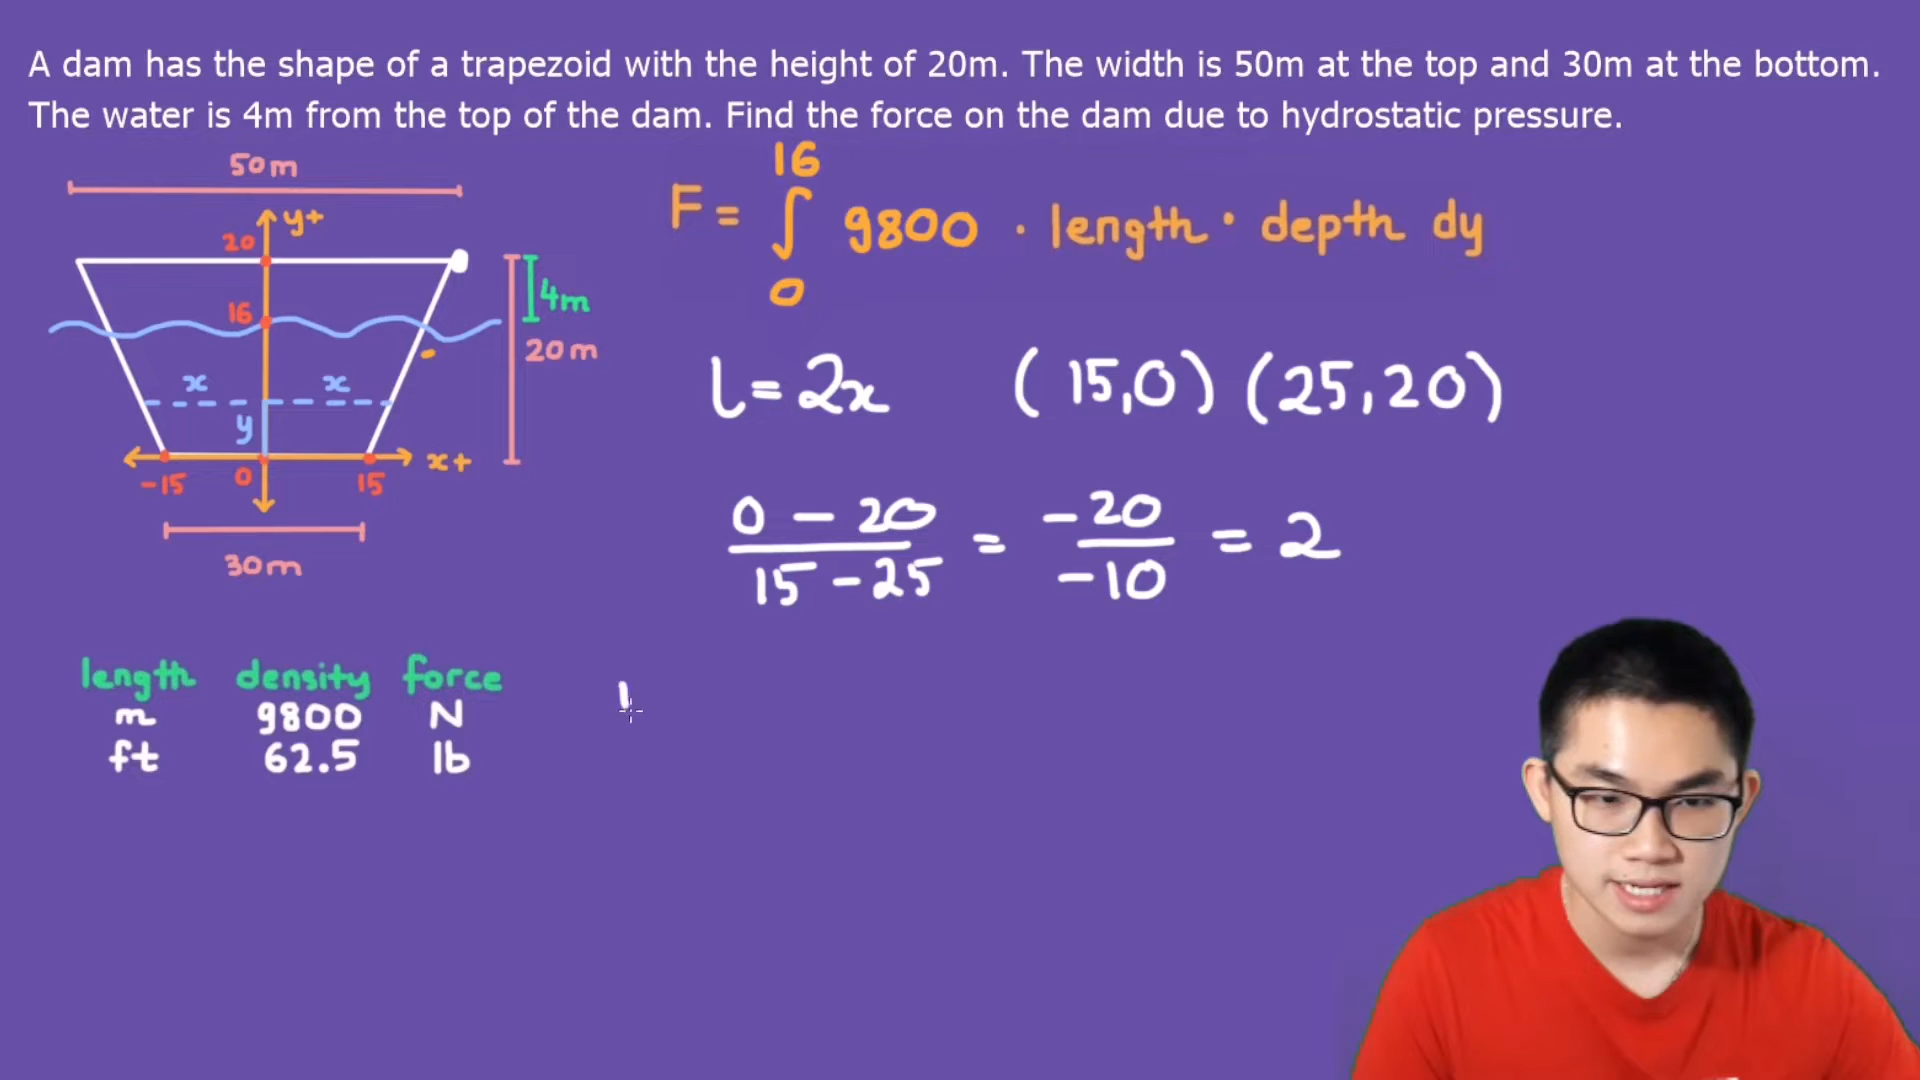 A dam has the shape of a trapezoid with the height of 20m. The width is 50m at the top and 30m at the bottom.
The water is 4m from the top of the dam. Find the force on the dam due to hydrostatic pressure.
50m
y+
20
16
4m
20m
x x
y
x+
-15 0 15
30m
F = ∫ 16 0 9800 · length · depth dy
l = 2x (15,0) (25,20)
0 - 20 / 15 - 25 = -20 / -10 = 2
length density force
m 9800 N
ft 62.5 lb